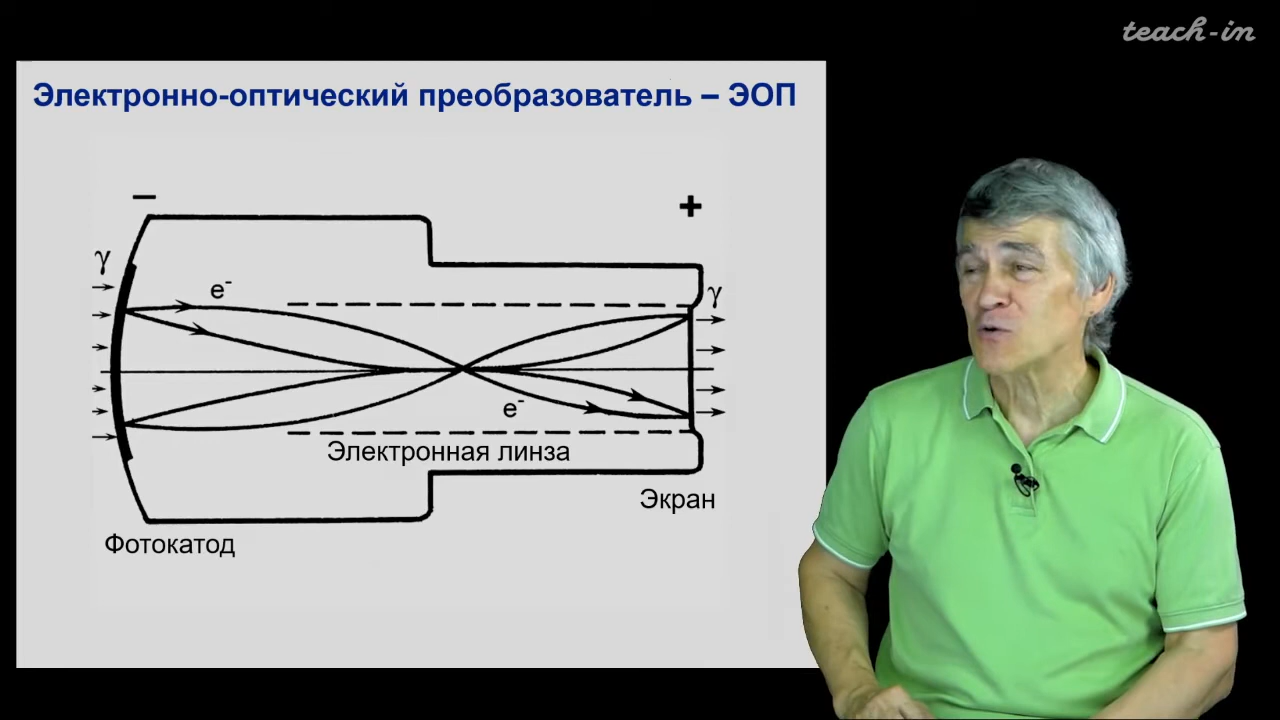 teach-in
Электронно-оптический преобразователь – ЭОП
– +
γ
e-
γ
e-
Электронная линза
Экран
Фотокатод